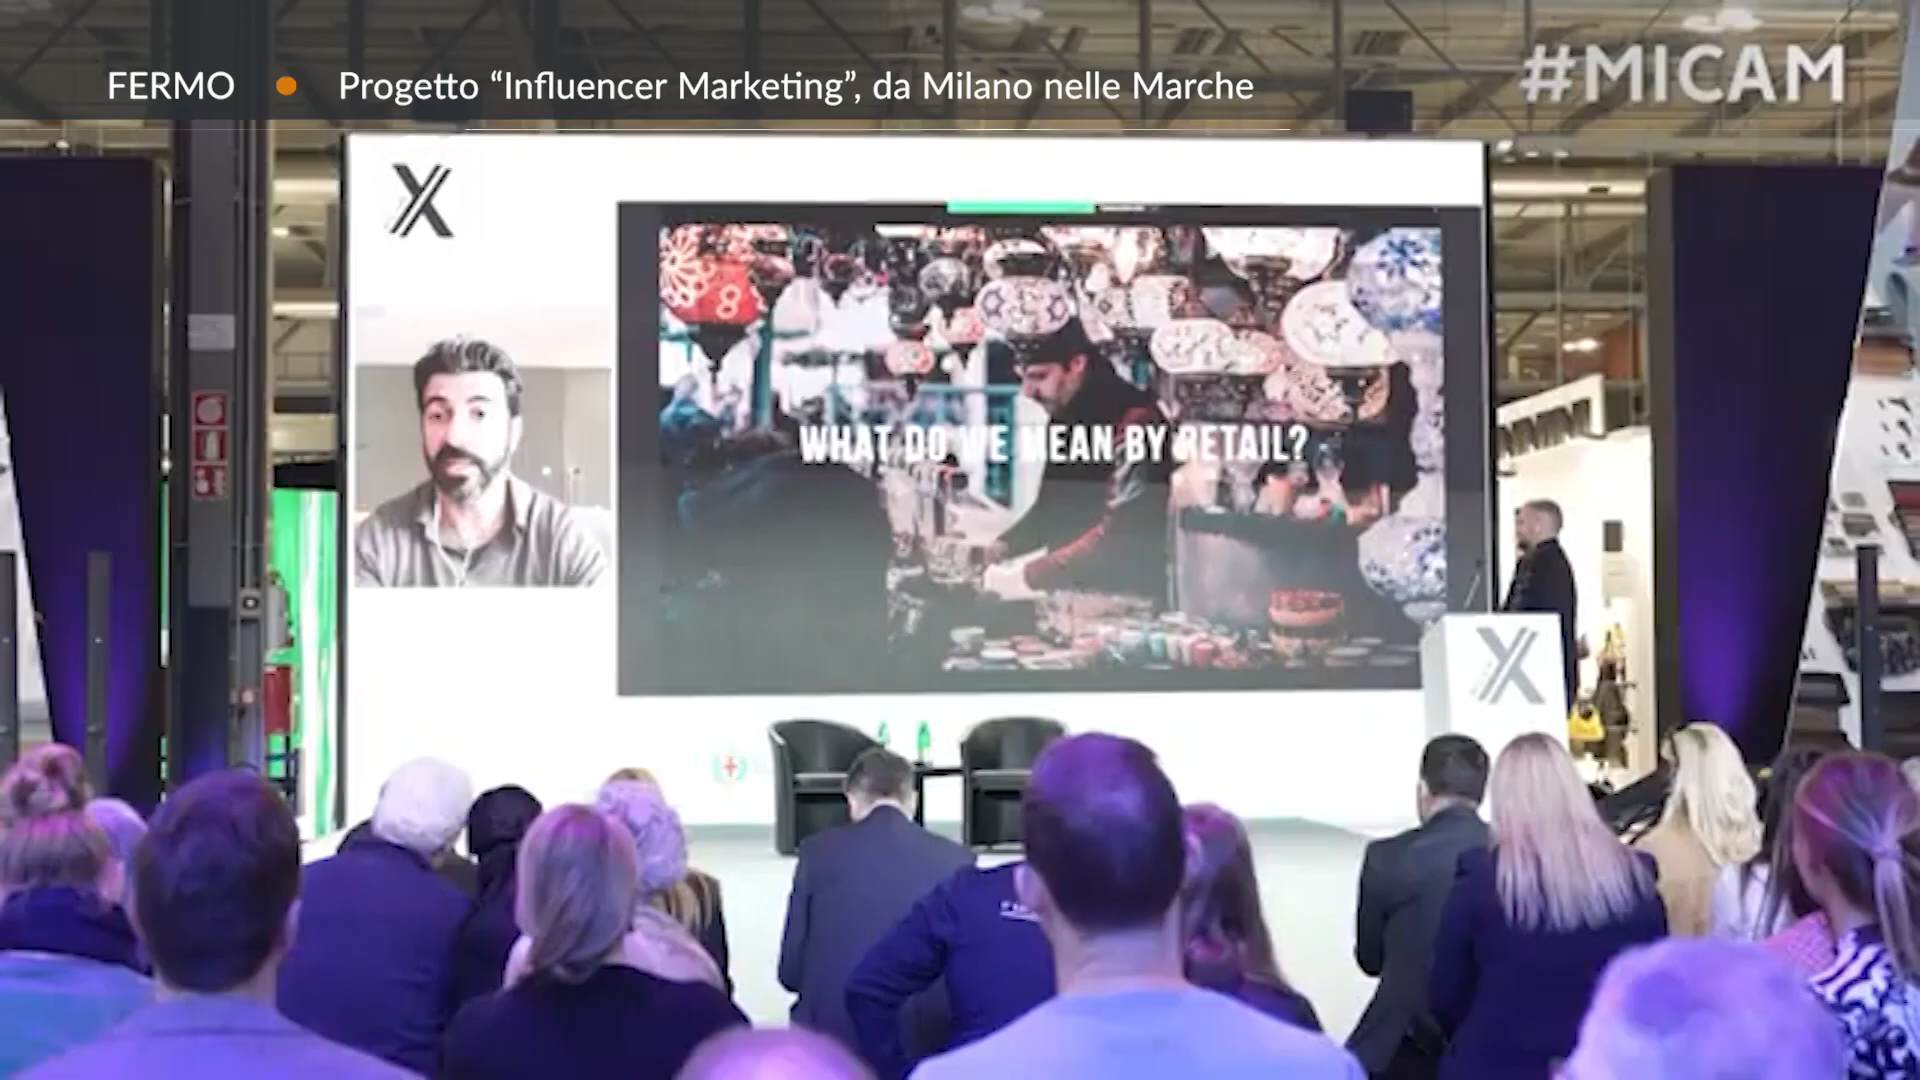 FERMO • Progetto “Influencer Marketing”, da Milano nelle Marche
#MICAM
X
WHAT DO WE MEAN BY RETAIL?
X